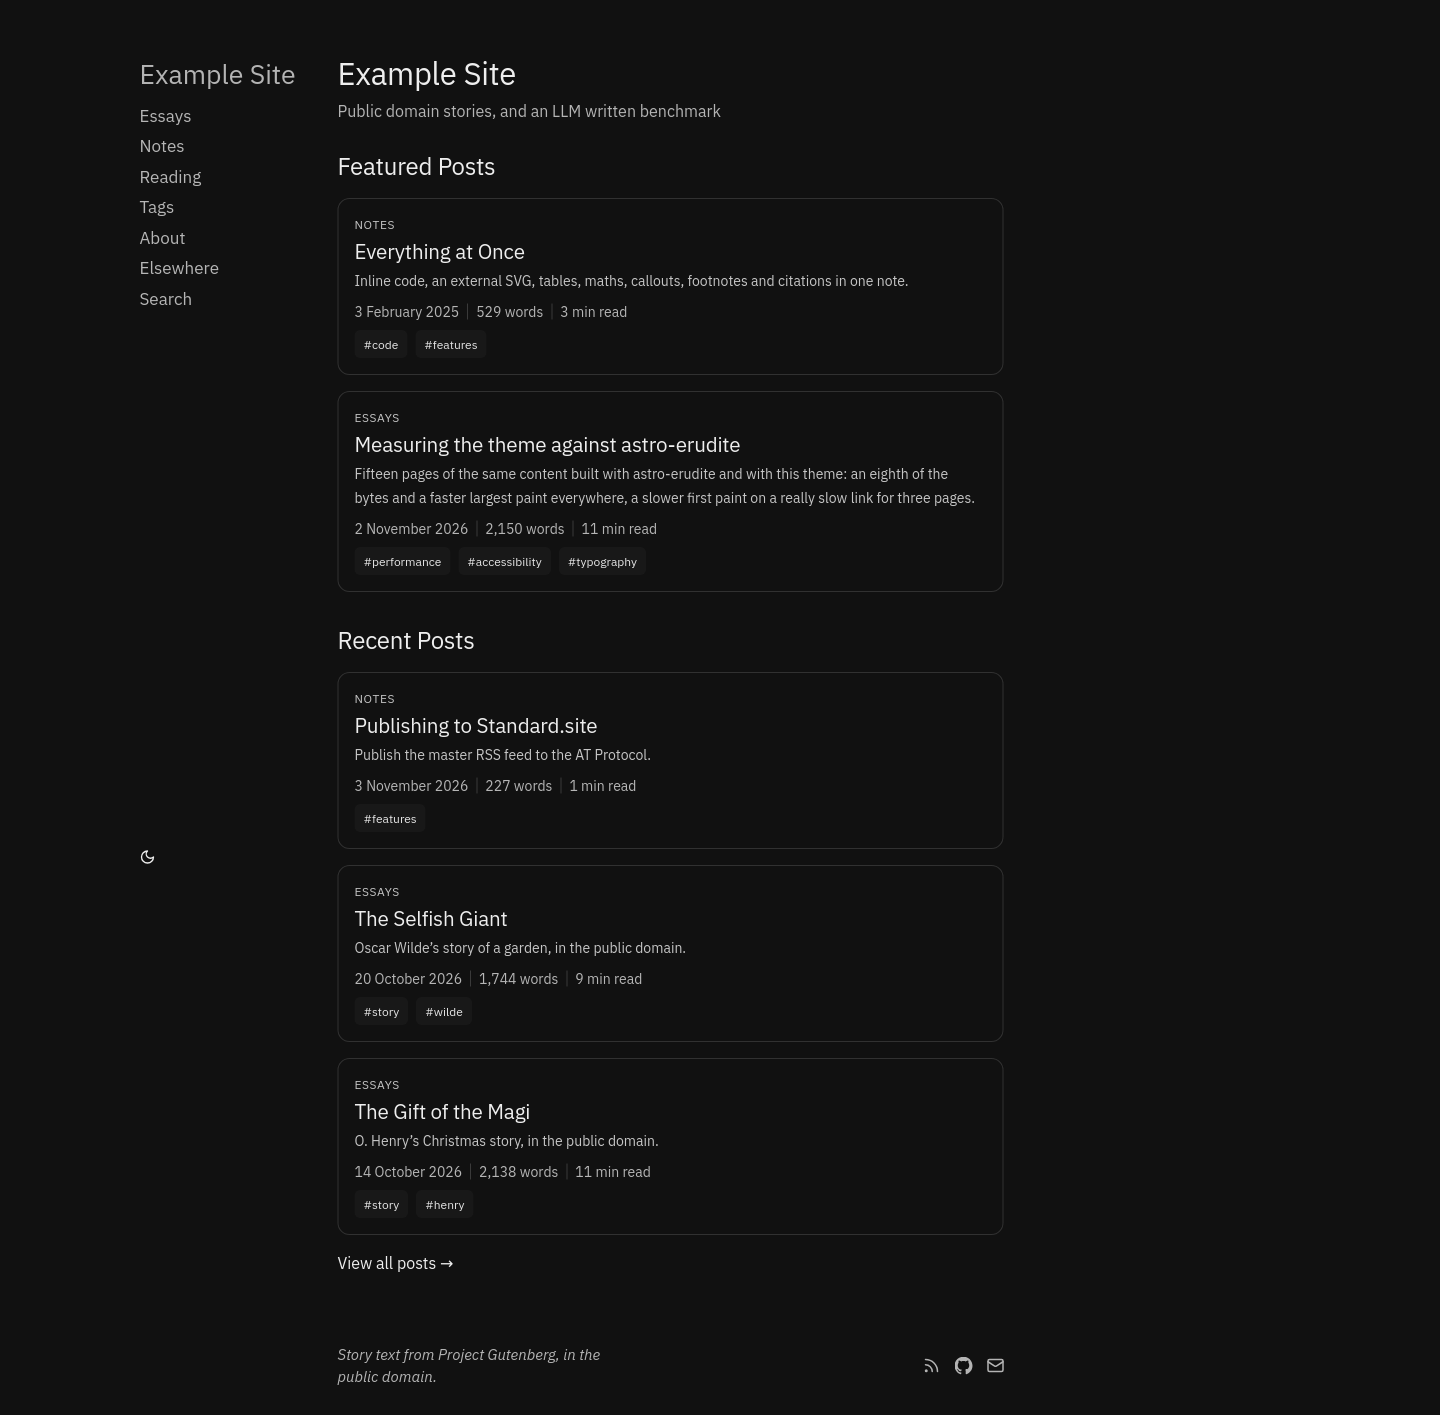 Example Site
Essays
Notes
Reading
Tags
About
Elsewhere
Search
Example Site
Public domain stories, and an LLM written benchmark
Featured Posts
NOTES
Everything at Once
Inline code, an external SVG, tables, maths, callouts, footnotes and citations in one note.
3 February 2025 529 words 3 min read
#code #features
ESSAYS
Measuring the theme against astro-erudite
Fifteen pages of the same content built with astro-erudite and with this theme: an eighth of the
bytes and a faster largest paint everywhere, a slower first paint on a really slow link for three pages.
2 November 2026 2,150 words 11 min read
#performance #accessibility #typography
Recent Posts
NOTES
Publishing to Standard.site
Publish the master RSS feed to the AT Protocol.
3 November 2026 227 words 1 min read
#features
ESSAYS
The Selfish Giant
Oscar Wilde’s story of a garden, in the public domain.
20 October 2026 1,744 words 9 min read
#story #wilde
ESSAYS
The Gift of the Magi
O. Henry’s Christmas story, in the public domain.
14 October 2026 2,138 words 11 min read
#story #henry
View all posts →
Story text from Project Gutenberg, in the
public domain.